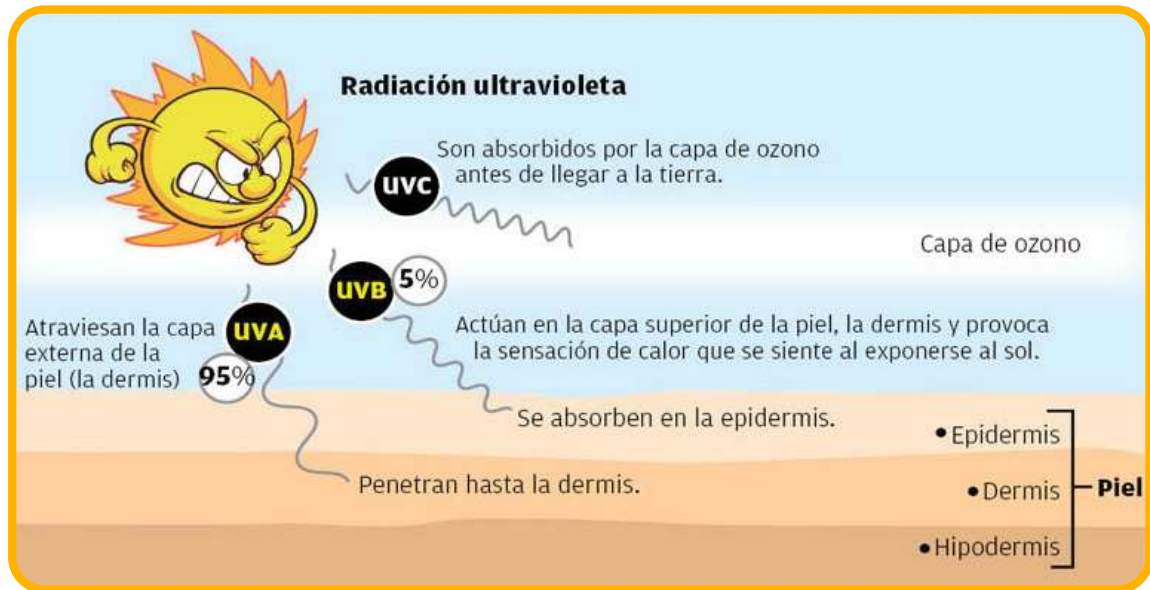 Radiación ultravioleta
Son absorbidos por la capa de ozono
antes de llegar a la tierra.
UVC
Capa de ozono
UVB
5%
Actúan en la capa superior de la piel, la dermis y provoca
la sensación de calor que se siente al exponerse al sol.
Atraviesan la capa
externa de la
piel (la dermis)
UVA
95%
Se absorben en la epidermis.
Penetran hasta la dermis.
• Epidermis
• Dermis
• Hipodermis
Piel